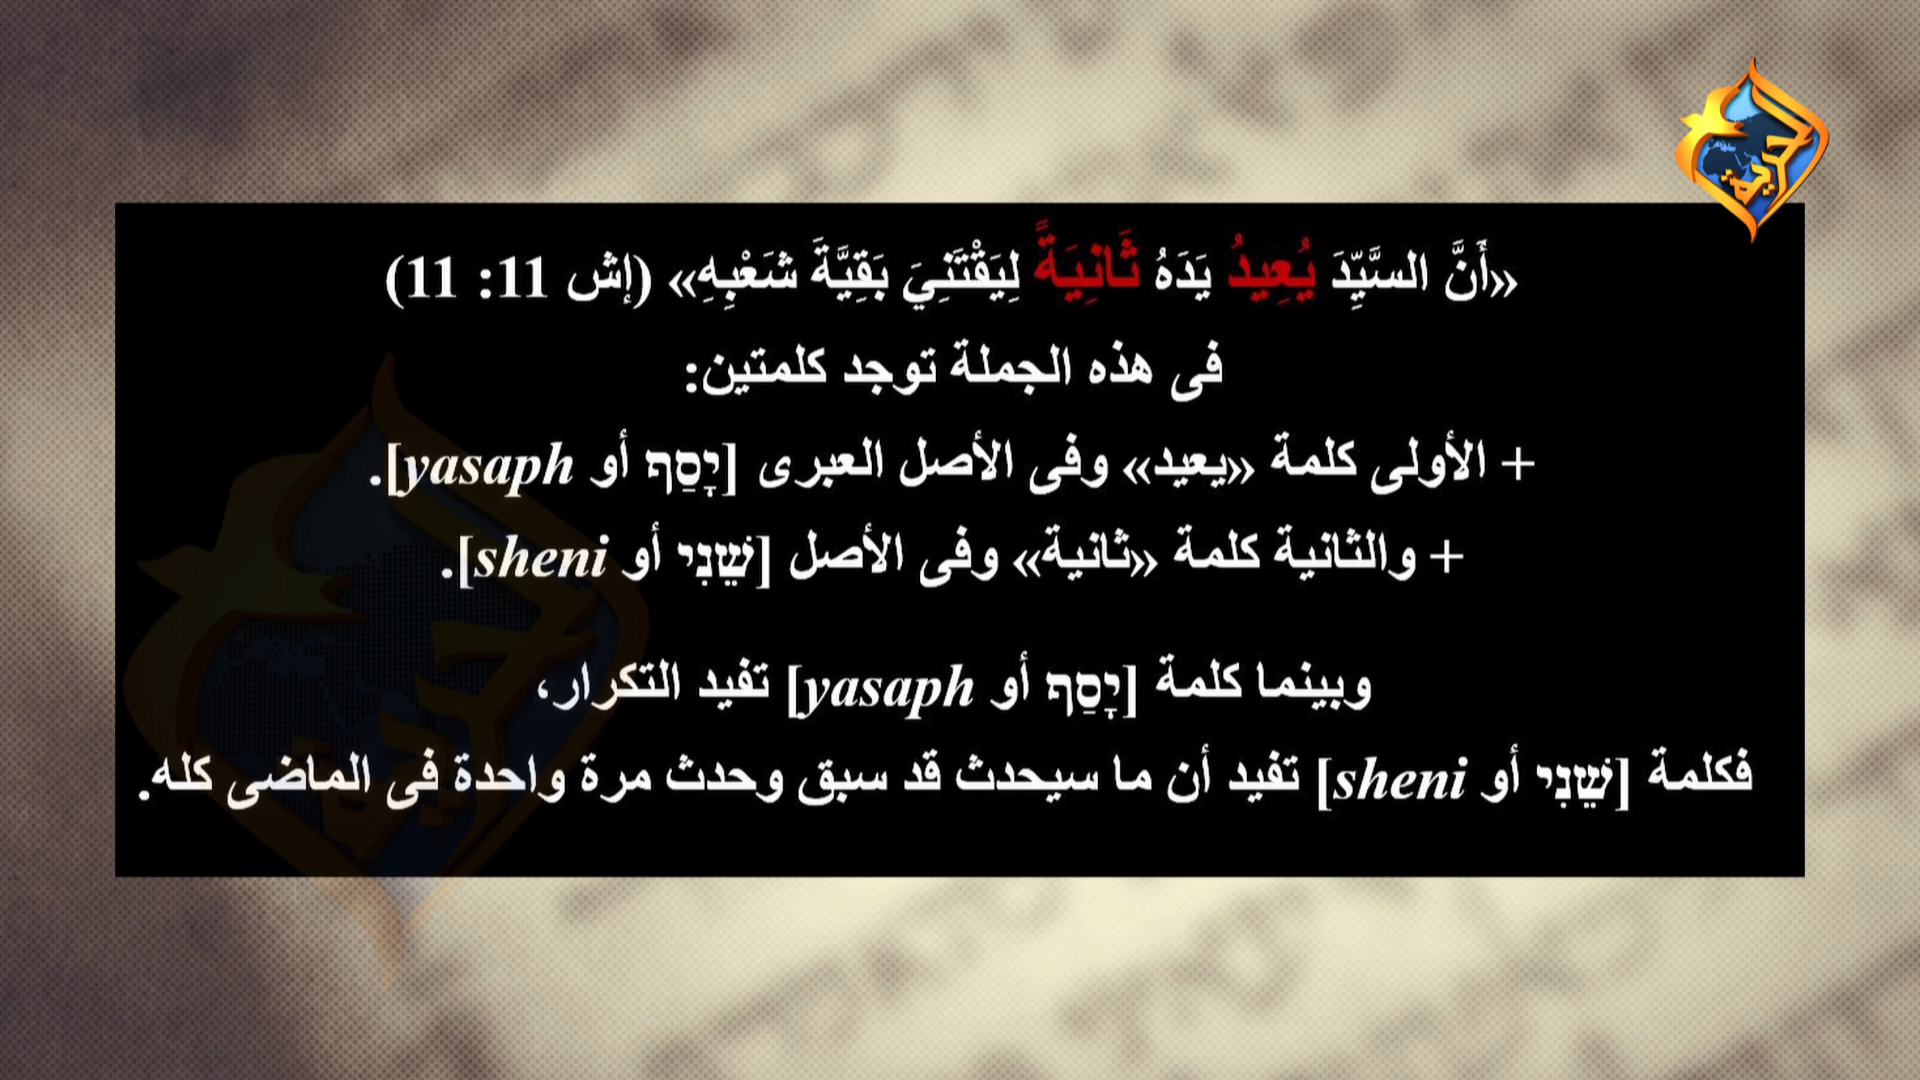 الحرية
«أَنَّ السَّيِّدَ يُعِيدُ يَدَهُ ثَانِيَةً لِيَقْتَنِيَ بَقِيَّةَ شَعْبِهِ» (إش 11: 11)
فى هذه الجملة توجد كلمتين:
+ الأولى كلمة «يعيد» وفى الأصل العبرى [יָסַף أو yasaph].
+ والثانية كلمة «ثانية» وفى الأصل [שֵׁנִי أو sheni].
وبينما كلمة [יָסַף أو yasaph] تفيد التكرار،
فكلمة [שֵׁנִי أو sheni] تفيد أن ما سيحدث قد سبق وحدث مرة واحدة فى الماضى كله.